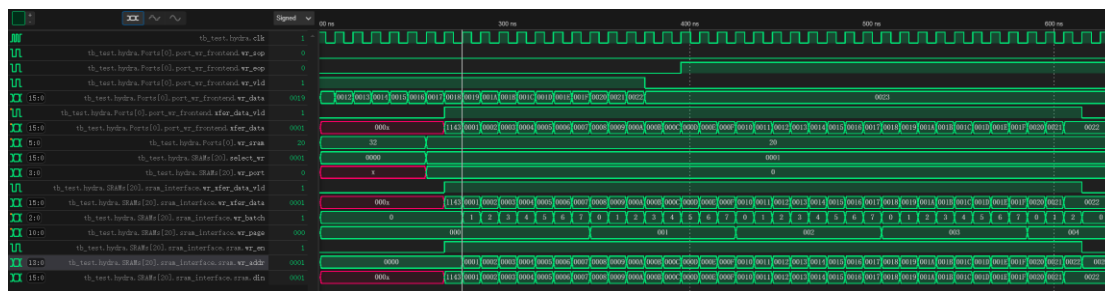 Signed 00 ns 300 ns 400 ns 500 ns 600 ns
tb_test.hydra.clk 1
tb_test.hydra.Ports[0].port_wr_frontend.wr_sop 0
tb_test.hydra.Ports[0].port_wr_frontend.wr_eop 0
tb_test.hydra.Ports[0].port_wr_frontend.wr_vld 1
15:0 tb_test.hydra.Ports[0].port_wr_frontend.wr_data 0019 0012 0013 0014 0015 0016 0017 0018 0019 001A 001B 001C 001D 001E 001F 0020 0021 0022 0023
tb_test.hydra.Ports[0].port_wr_frontend.xfer_data_vld 1
15:0 tb_test.hydra.Ports[0].port_wr_frontend.xfer_data 0001 000x 1143 0001 0002 0003 0004 0005 0006 0007 0008 0009 000A 000B 000C 000D 000E 000F 0010 0011 0012 0013 0014 0015 0016 0017 0018 0019 001A 001B 001C 001D 001E 001F 0020 0021 0022
5:0 tb_test.hydra.Ports[0].wr_sram 20 32 20
15:0 tb_test.hydra.SRAMs[20].select_wr 0001 0000 0001
3:0 tb_test.hydra.SRAMs[20].wr_port 0 x 0
tb_test.hydra.SRAMs[20].sram_interface.wr_xfer_data_vld 1
15:0 tb_test.hydra.SRAMs[20].sram_interface.wr_xfer_data 0001 000x 1143 0001 0002 0003 0004 0005 0006 0007 0008 0009 000A 000B 000C 000D 000E 000F 0010 0011 0012 0013 0014 0015 0016 0017 0018 0019 001A 001B 001C 001D 001E 001F 0020 0021 0022
2:0 tb_test.hydra.SRAMs[20].sram_interface.wr_batch 1 0 1 2 3 4 5 6 7 0 1 2 3 4 5 6 7 0 1 2 3 4 5 6 7 0 1 2 3 4 5 6 7 0 1 2 0
10:0 tb_test.hydra.SRAMs[20].sram_interface.wr_page 000 000 001 002 003 004
tb_test.hydra.SRAMs[20].sram_interface.sram.wr_en 1
13:0 tb_test.hydra.SRAMs[20].sram_interface.sram.wr_addr 0001 0000 0001 0002 0003 0004 0005 0006 0007 0008 0009 000A 000B 000C 000D 000E 000F 0010 0011 0012 0013 0014 0015 0016 0017 0018 0019 001A 001B 001C 001D 001E 001F 0020 0021 0022
15:0 tb_test.hydra.SRAMs[20].sram_interface.sram.din 0001 000x 1143 0001 0002 0003 0004 0005 0006 0007 0008 0009 000A 000B 000C 000D 000E 000F 0010 0011 0012 0013 0014 0015 0016 0017 0018 0019 001A 001B 001C 001D 001E 001F 0020 0021 0022